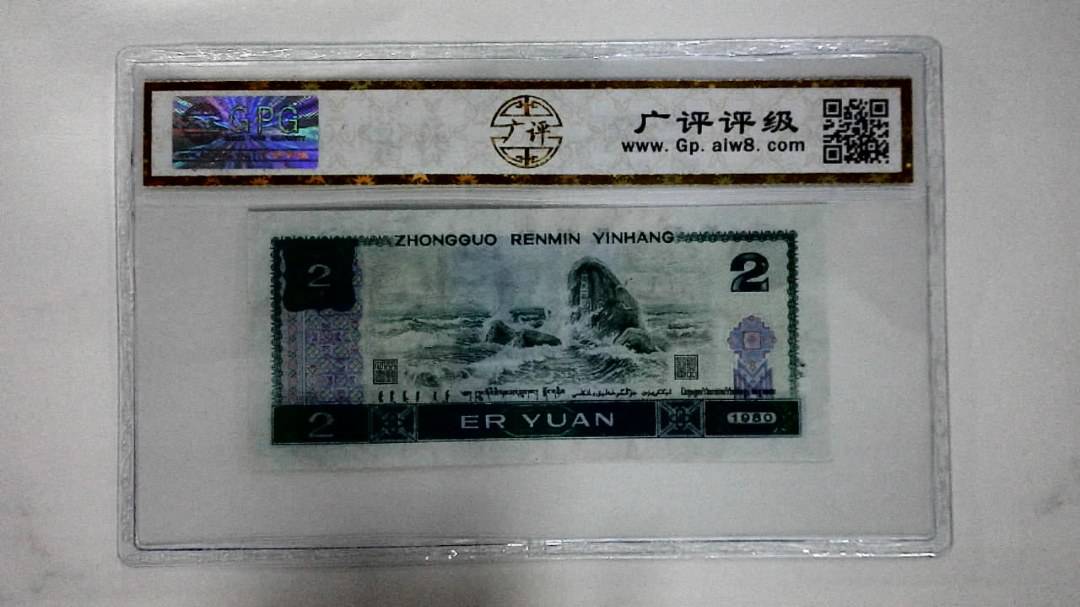 GPG
广评
广评评级
www. Gp. aiw8. com
ZHONGGUO RENMIN YINHANG
2
2
2
ER YUAN
1980